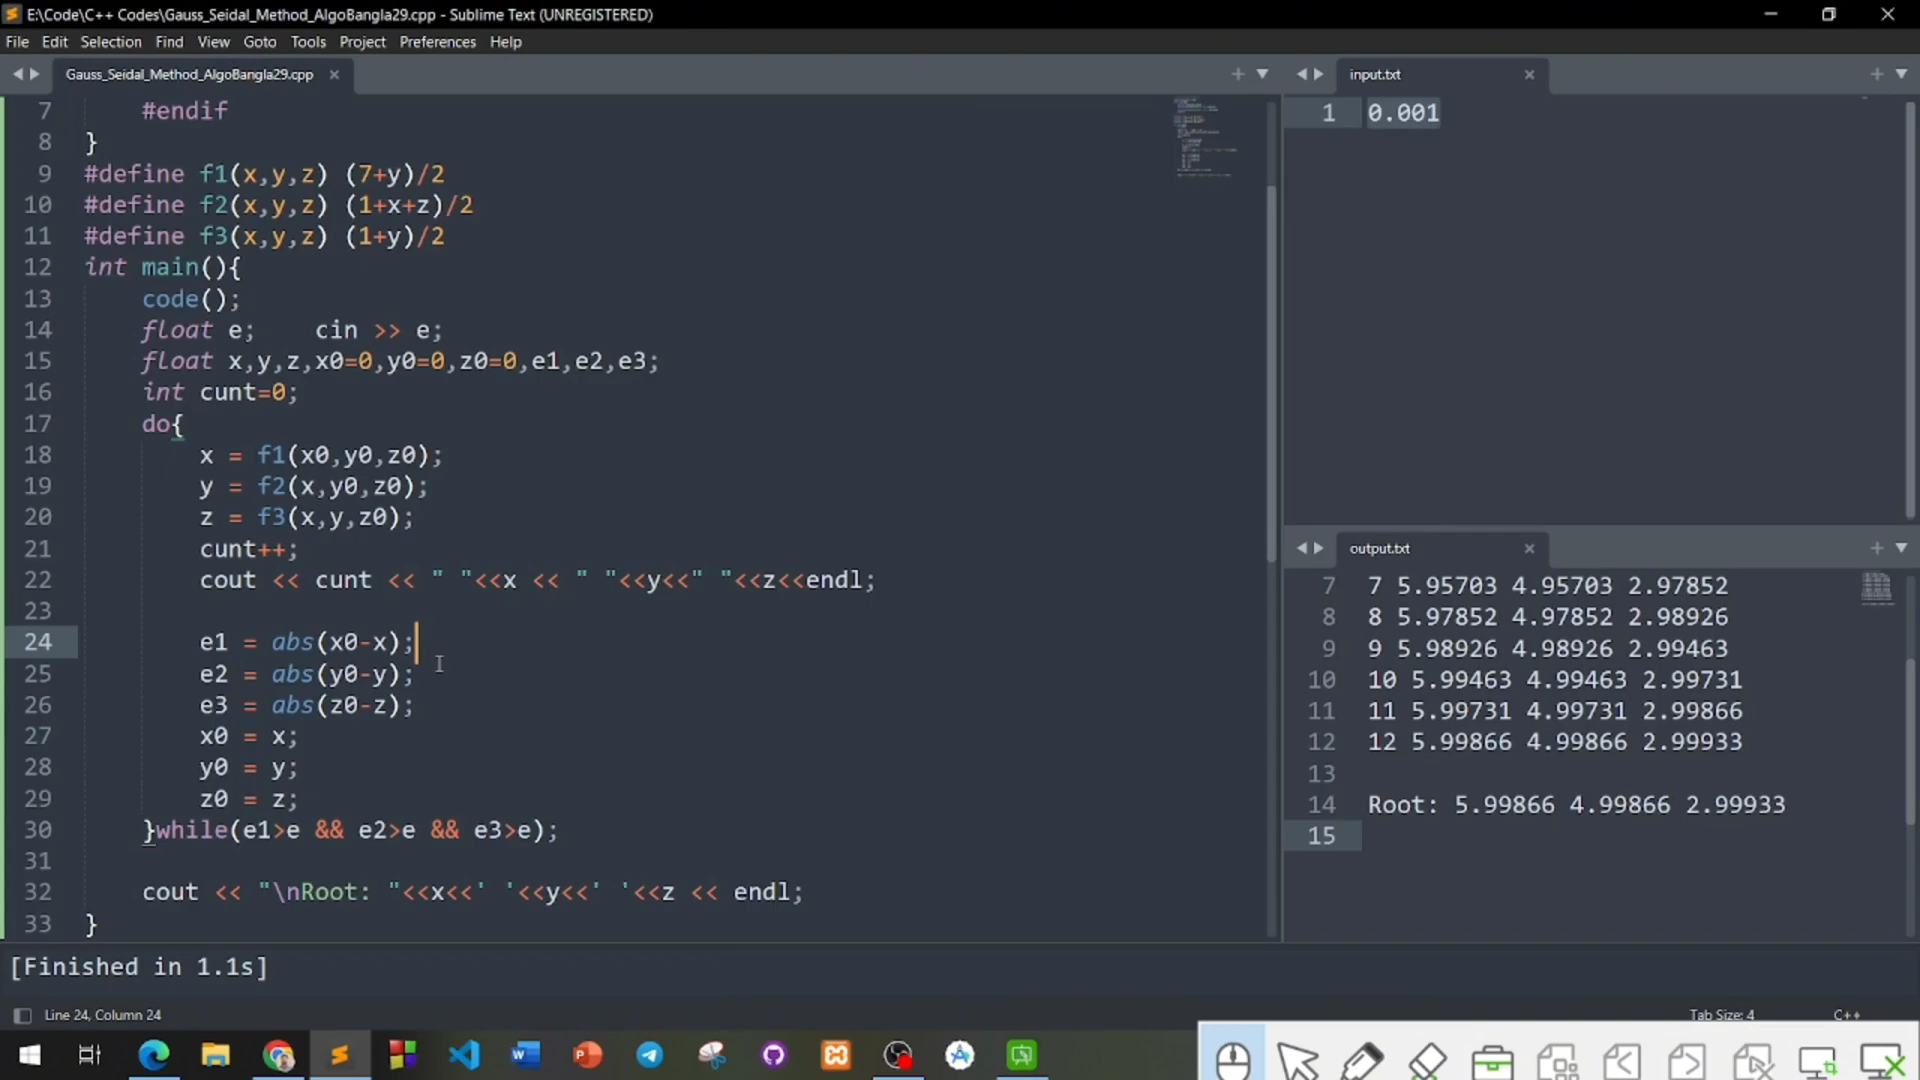 E:\Code\C++ Codes\Gauss_Seidal_Method_AlgoBangla29.cpp - Sublime Text (UNREGISTERED)
File Edit Selection Find View Goto Tools Project Preferences Help
Gauss_Seidal_Method_AlgoBangla29.cpp
7 #endif
8 }
9 #define f1(x,y,z) (7+y)/2
10 #define f2(x,y,z) (1+x+z)/2
11 #define f3(x,y,z) (1+y)/2
12 int main(){
13 code();
14 float e; cin >> e;
15 float x,y,z,x0=0,y0=0,z0=0,e1,e2,e3;
16 int cunt=0;
17 do{
18 x = f1(x0,y0,z0);
19 y = f2(x,y0,z0);
20 z = f3(x,y,z0);
21 cunt++;
22 cout << cunt << " "<<x << " "<<y<<" "<<z<<endl;
23
24 e1 = abs(x0-x);
25 e2 = abs(y0-y);
26 e3 = abs(z0-z);
27 x0 = x;
28 y0 = y;
29 z0 = z;
30 }while(e1>e && e2>e && e3>e);
31
32 cout << "\nRoot: "<<x<<' '<<y<<' '<<z << endl;
33 }
input.txt
1 0.001
output.txt
7 7 5.95703 4.95703 2.97852
8 8 5.97852 4.97852 2.98926
9 9 5.98926 4.98926 2.99463
10 10 5.99463 4.99463 2.99731
11 11 5.99731 4.99731 2.99866
12 12 5.99866 4.99866 2.99933
13
14 Root: 5.99866 4.99866 2.99933
15
[Finished in 1.1s]
Line 24, Column 24
Tab Size: 4
C++